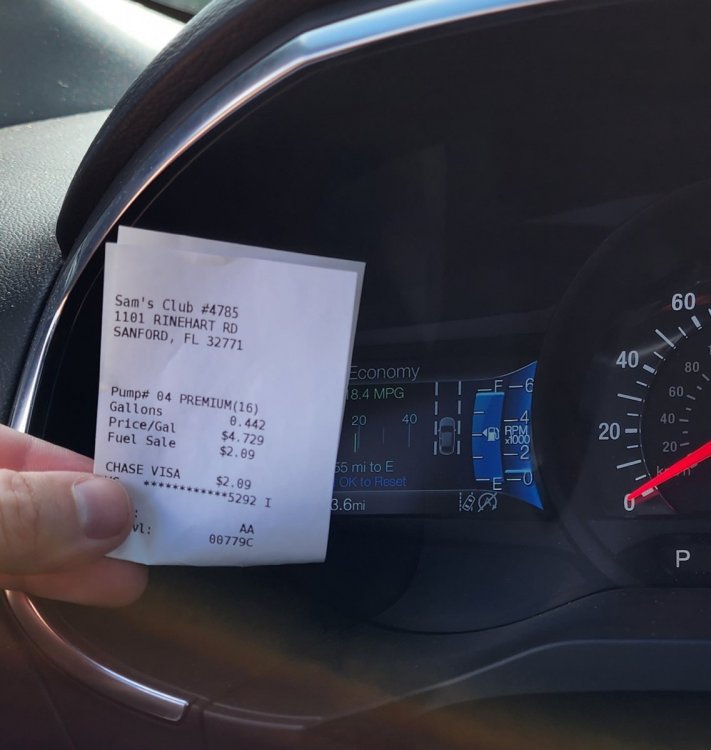 Sam's Club #4785
1101 RINEHART RD
SANFORD, FL 32771
Pump# 04 PREMIUM(16)
Gallons 0.442
Price/Gal $4.729
Fuel Sale $2.09
CHASE VISA $2.09
************5292 I
AA
00779C
Economy
8.4 MPG
20 40
55 mi to E
OK to Reset
3.6mi
F
E
6
4
RPM
x1000
2
0
60
40
20
0
80
60
40
20
P